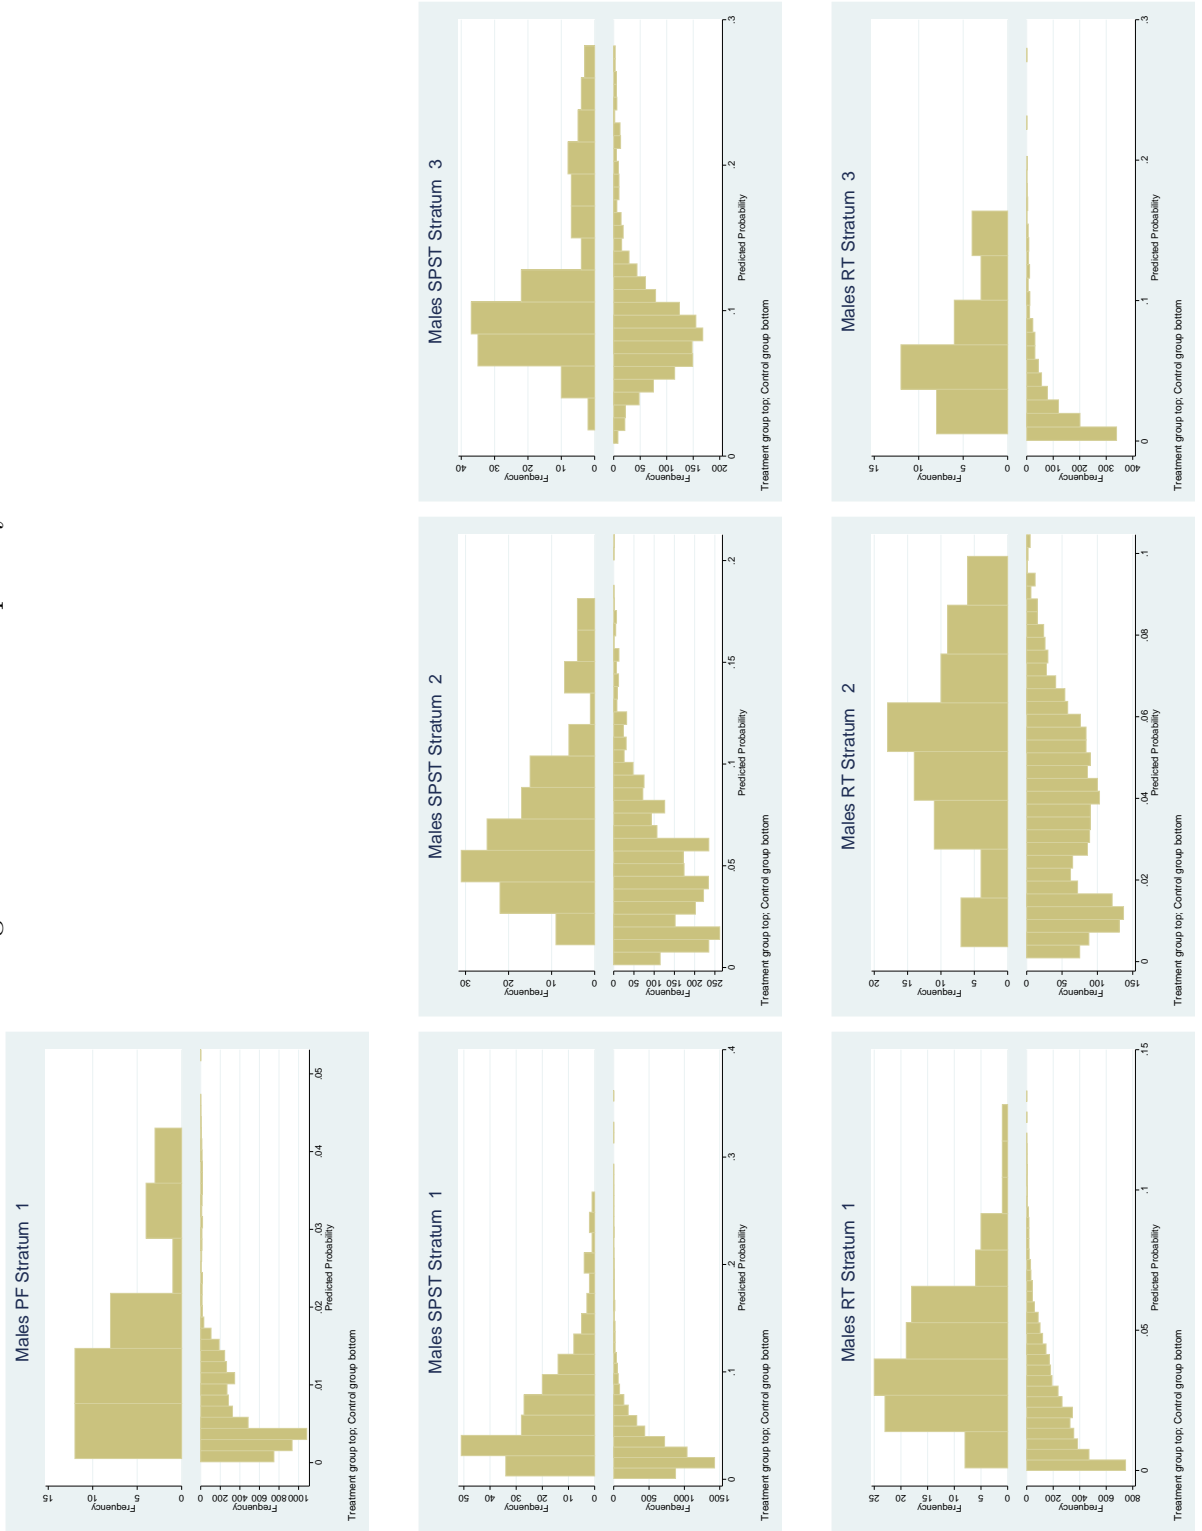 Males PF Stratum 1
Frequency
0 5 10 15
Frequency
0 200 400 600 800 1000
0 .01 .02 .03 .04 .05
Predicted Probability
Treatment group top; Control group bottom
Males SPST Stratum 1
Frequency
0 10 20 30 40 50
Frequency
0 500 1000 1500
0 .1 .2 .3 .4
Predicted Probability
Treatment group top; Control group bottom
Males SPST Stratum 2
Frequency
0 10 20 30
Frequency
0 50 100 150 200 250
0 .05 .1 .15 .2
Predicted Probability
Treatment group top; Control group bottom
Males SPST Stratum 3
Frequency
0 10 20 30 40
Frequency
0 50 100 150 200
0 .1 .2 .3
Predicted Probability
Treatment group top; Control group bottom
Males RT Stratum 1
Frequency
0 5 10 15 20 25
Frequency
0 200 400 600 800
0 .05 .1 .15
Predicted Probability
Treatment group top; Control group bottom
Males RT Stratum 2
Frequency
0 5 10 15 20
Frequency
0 50 100 150
0 .02 .04 .06 .08 .1
Predicted Probability
Treatment group top; Control group bottom
Males RT Stratum 3
Frequency
0 5 10 15
Frequency
0 100 200 300 400
0 .1 .2 .3
Predicted Probability
Treatment group top; Control group bottom